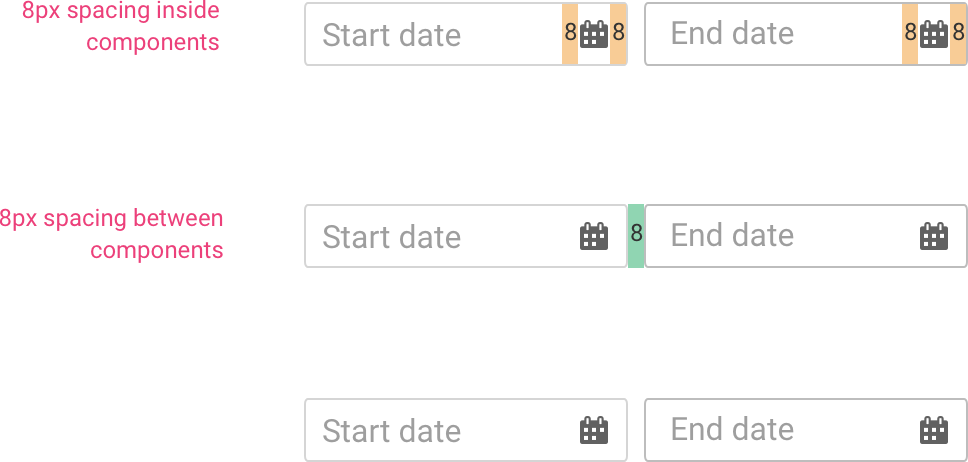 8px spacing inside
components
Start date 8 8
End date 8 8
8px spacing between
components
Start date 8 End date
Start date End date